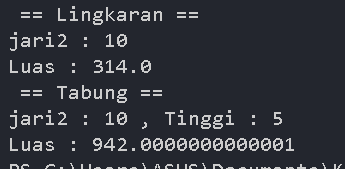 == Lingkaran ==
jari2 : 10
Luas : 314.0
== Tabung ==
jari2 : 10 , Tinggi : 5
Luas : 942.0000000000001